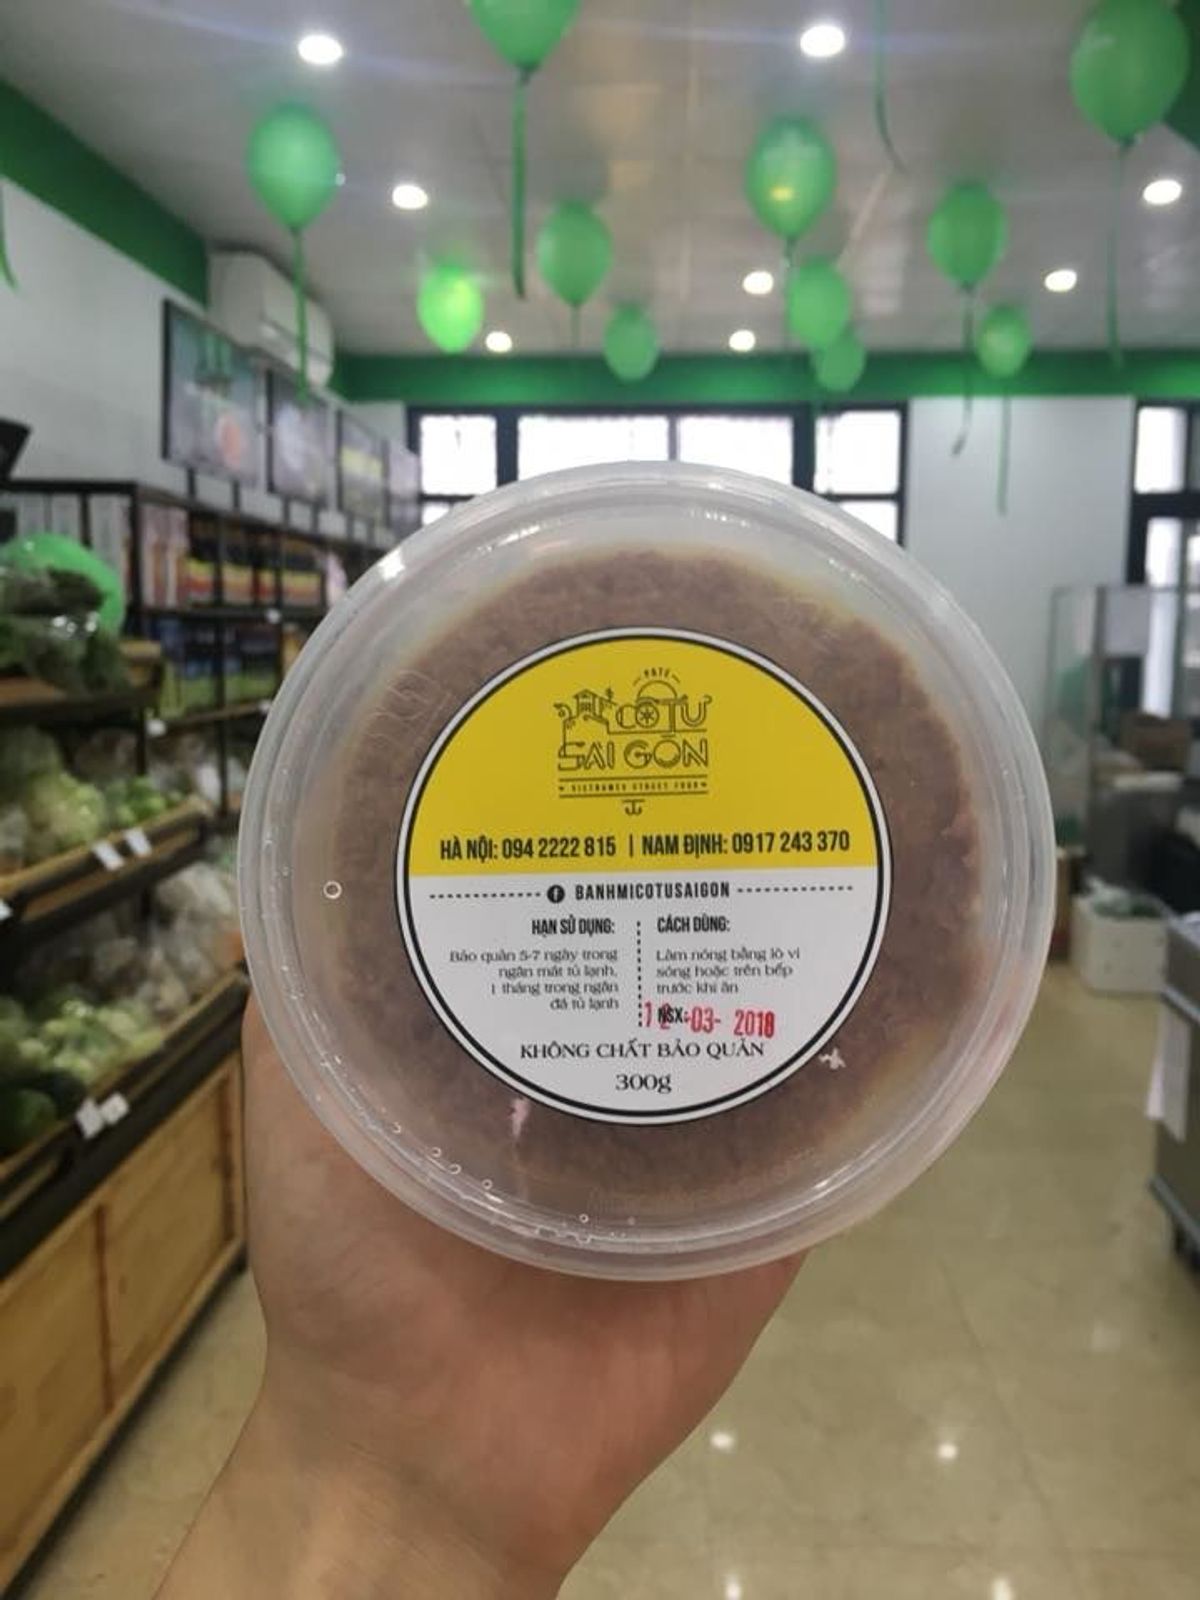 PATE
CÔ TƯ
SÀI GÒN
VIETNAMES STREET FOOD
HÀ NỘI: 094 2222 815 | NAM ĐỊNH: 0917 243 370
BANHMICOTUSAIGON
HẠN SỬ DỤNG:
Bảo quản 5-7 ngày trong
ngăn mát tủ lạnh,
1 tháng trong ngăn
đá tủ lạnh
CÁCH DÙNG:
Làm nóng bằng lò vi
sóng hoặc trên bếp
trước khi ăn
NSX: 12 -03- 2018
KHÔNG CHẤT BẢO QUẢN
300g